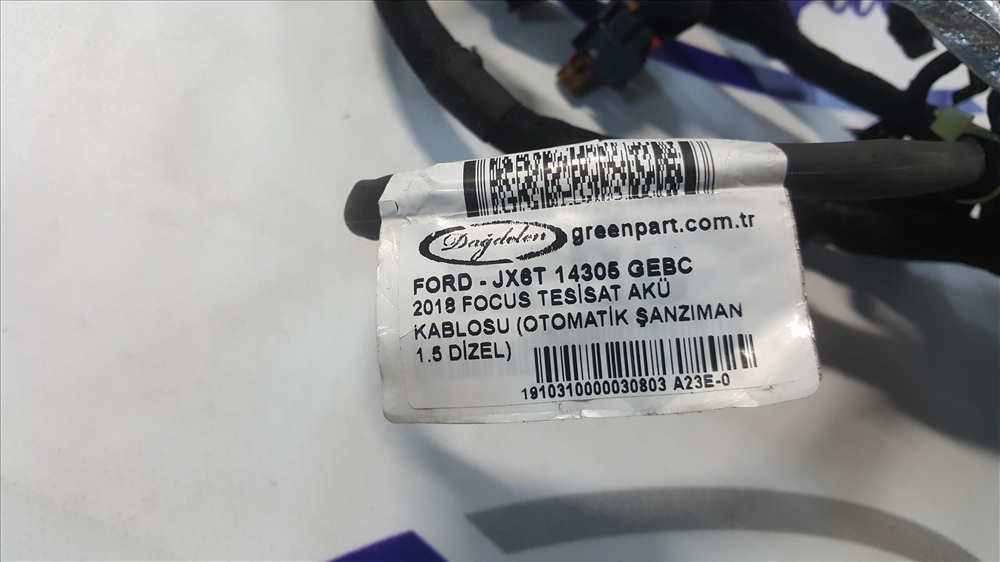 Dağdelen greenpart.com.tr
FORD - JX6T 14305 GEBC
2018 FOCUS TESİSAT AKÜ
KABLOSU (OTOMATİK ŞANZIMAN
1.5 DİZEL)
1910310000030803 A23E-0